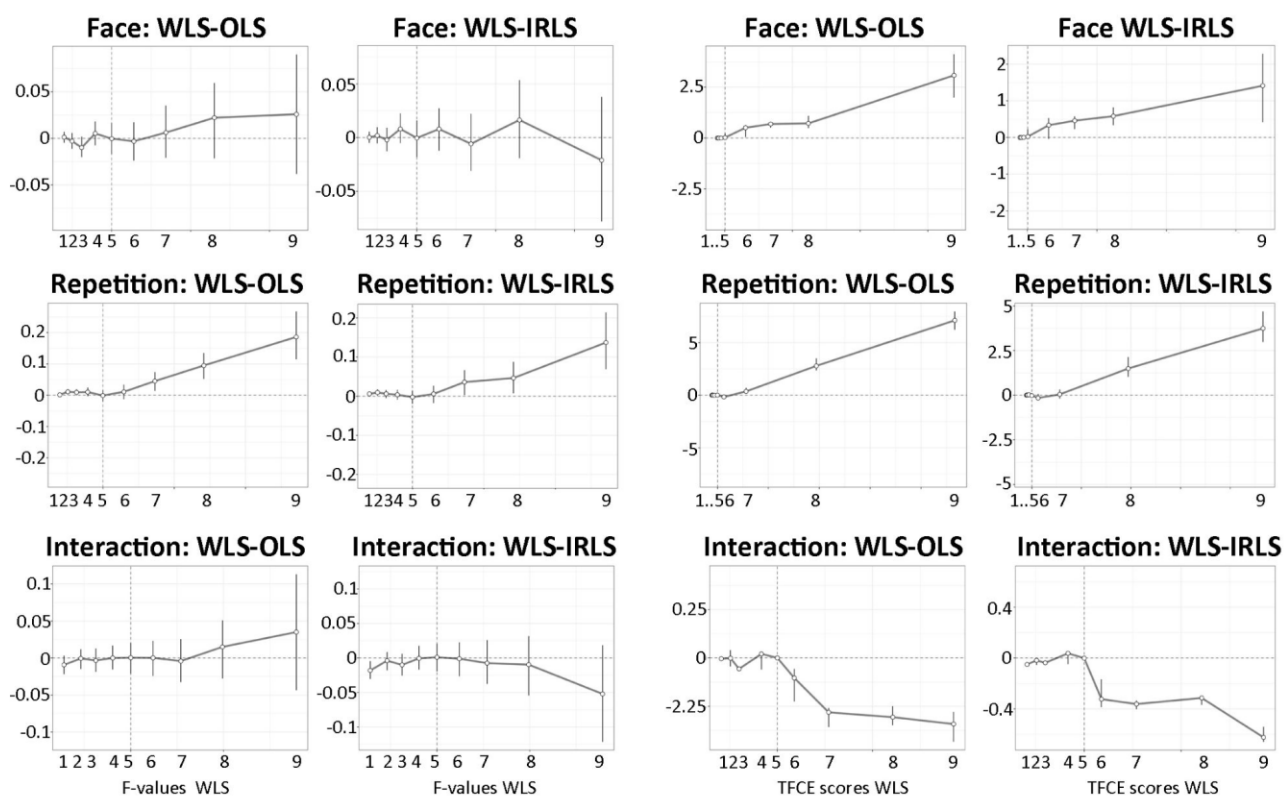 Face: WLS-OLS Face: WLS-IRLS Face: WLS-OLS Face WLS-IRLS
0.05
0
-0.05
123 4 5 6 7 8 9
0.05
0
-0.05
123 4 5 6 7 8 9
2.5
0
-2.5
1..5 6 7 8 9
2
1
0
-1
-2
1..5 6 7 8 9
Repetition: WLS-OLS Repetition: WLS-IRLS Repetition: WLS-OLS Repetition: WLS-IRLS
0.2
0.1
0
-0.1
-0.2
123 4 5 6 7 8 9
0.2
0.1
0
-0.1
-0.2
1234 5 6 7 8 9
5
0
-5
1..56 7 8 9
5
2.5
0
-2.5
-5
1..56 7 8 9
Interaction: WLS-OLS Interaction: WLS-IRLS Interaction: WLS-OLS Interaction: WLS-IRLS
0.1
0.05
0
-0.05
-0.1
1 2 3 4 5 6 7 8 9
F-values WLS
0.1
0.05
0
-0.05
-0.1
1 2 3 4 5 6 7 8 9
F-values WLS
0.25
0
-2.25
123 4 5 6 7 8 9
TFCE scores WLS
0.4
0
-0.4
123 4 5 6 7 8 9
TFCE scores WLS